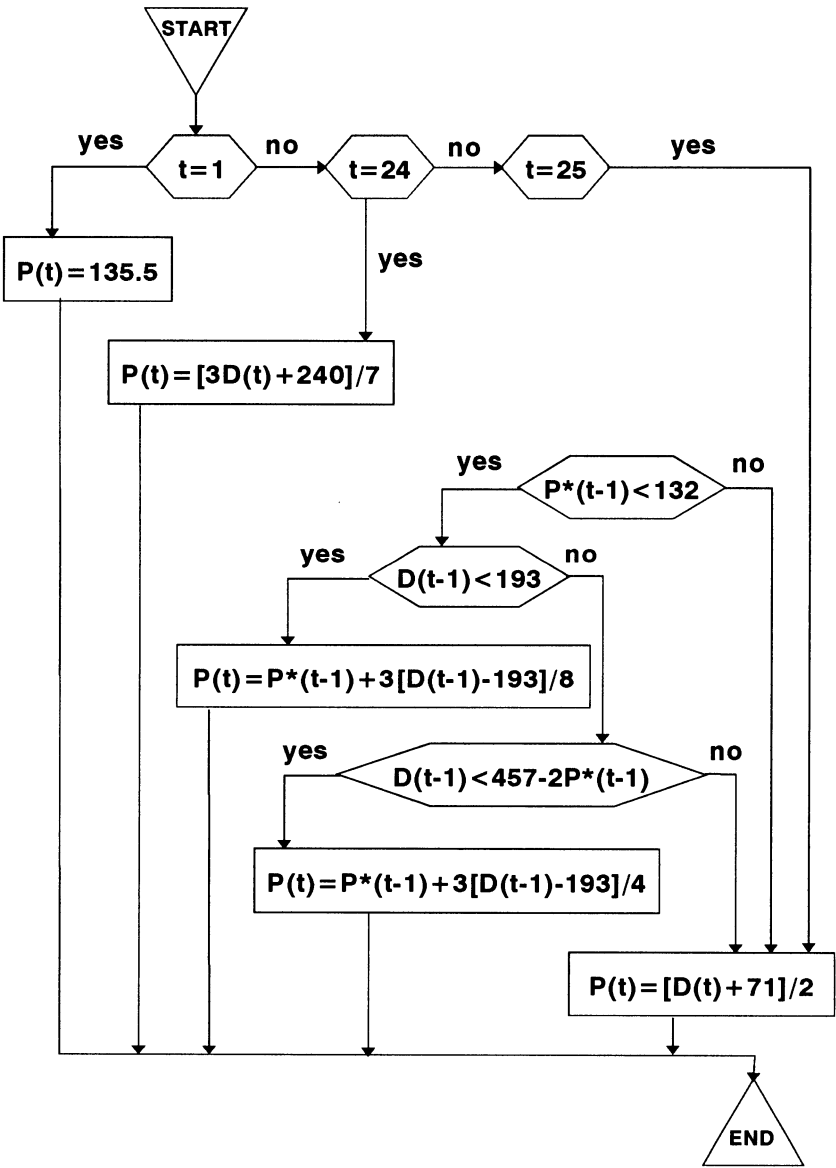 START
yes
no
no
yes
t=1
t=24
t=25
P(t)=135.5
yes
P(t)=[3D(t)+240]/7
yes
no
P*(t-1)<132
yes
no
D(t-1)<193
P(t)=P*(t-1)+3[D(t-1)-193]/8
yes
no
D(t-1)<457-2P*(t-1)
P(t)=P*(t-1)+3[D(t-1)-193]/4
P(t)=[D(t)+71]/2
END